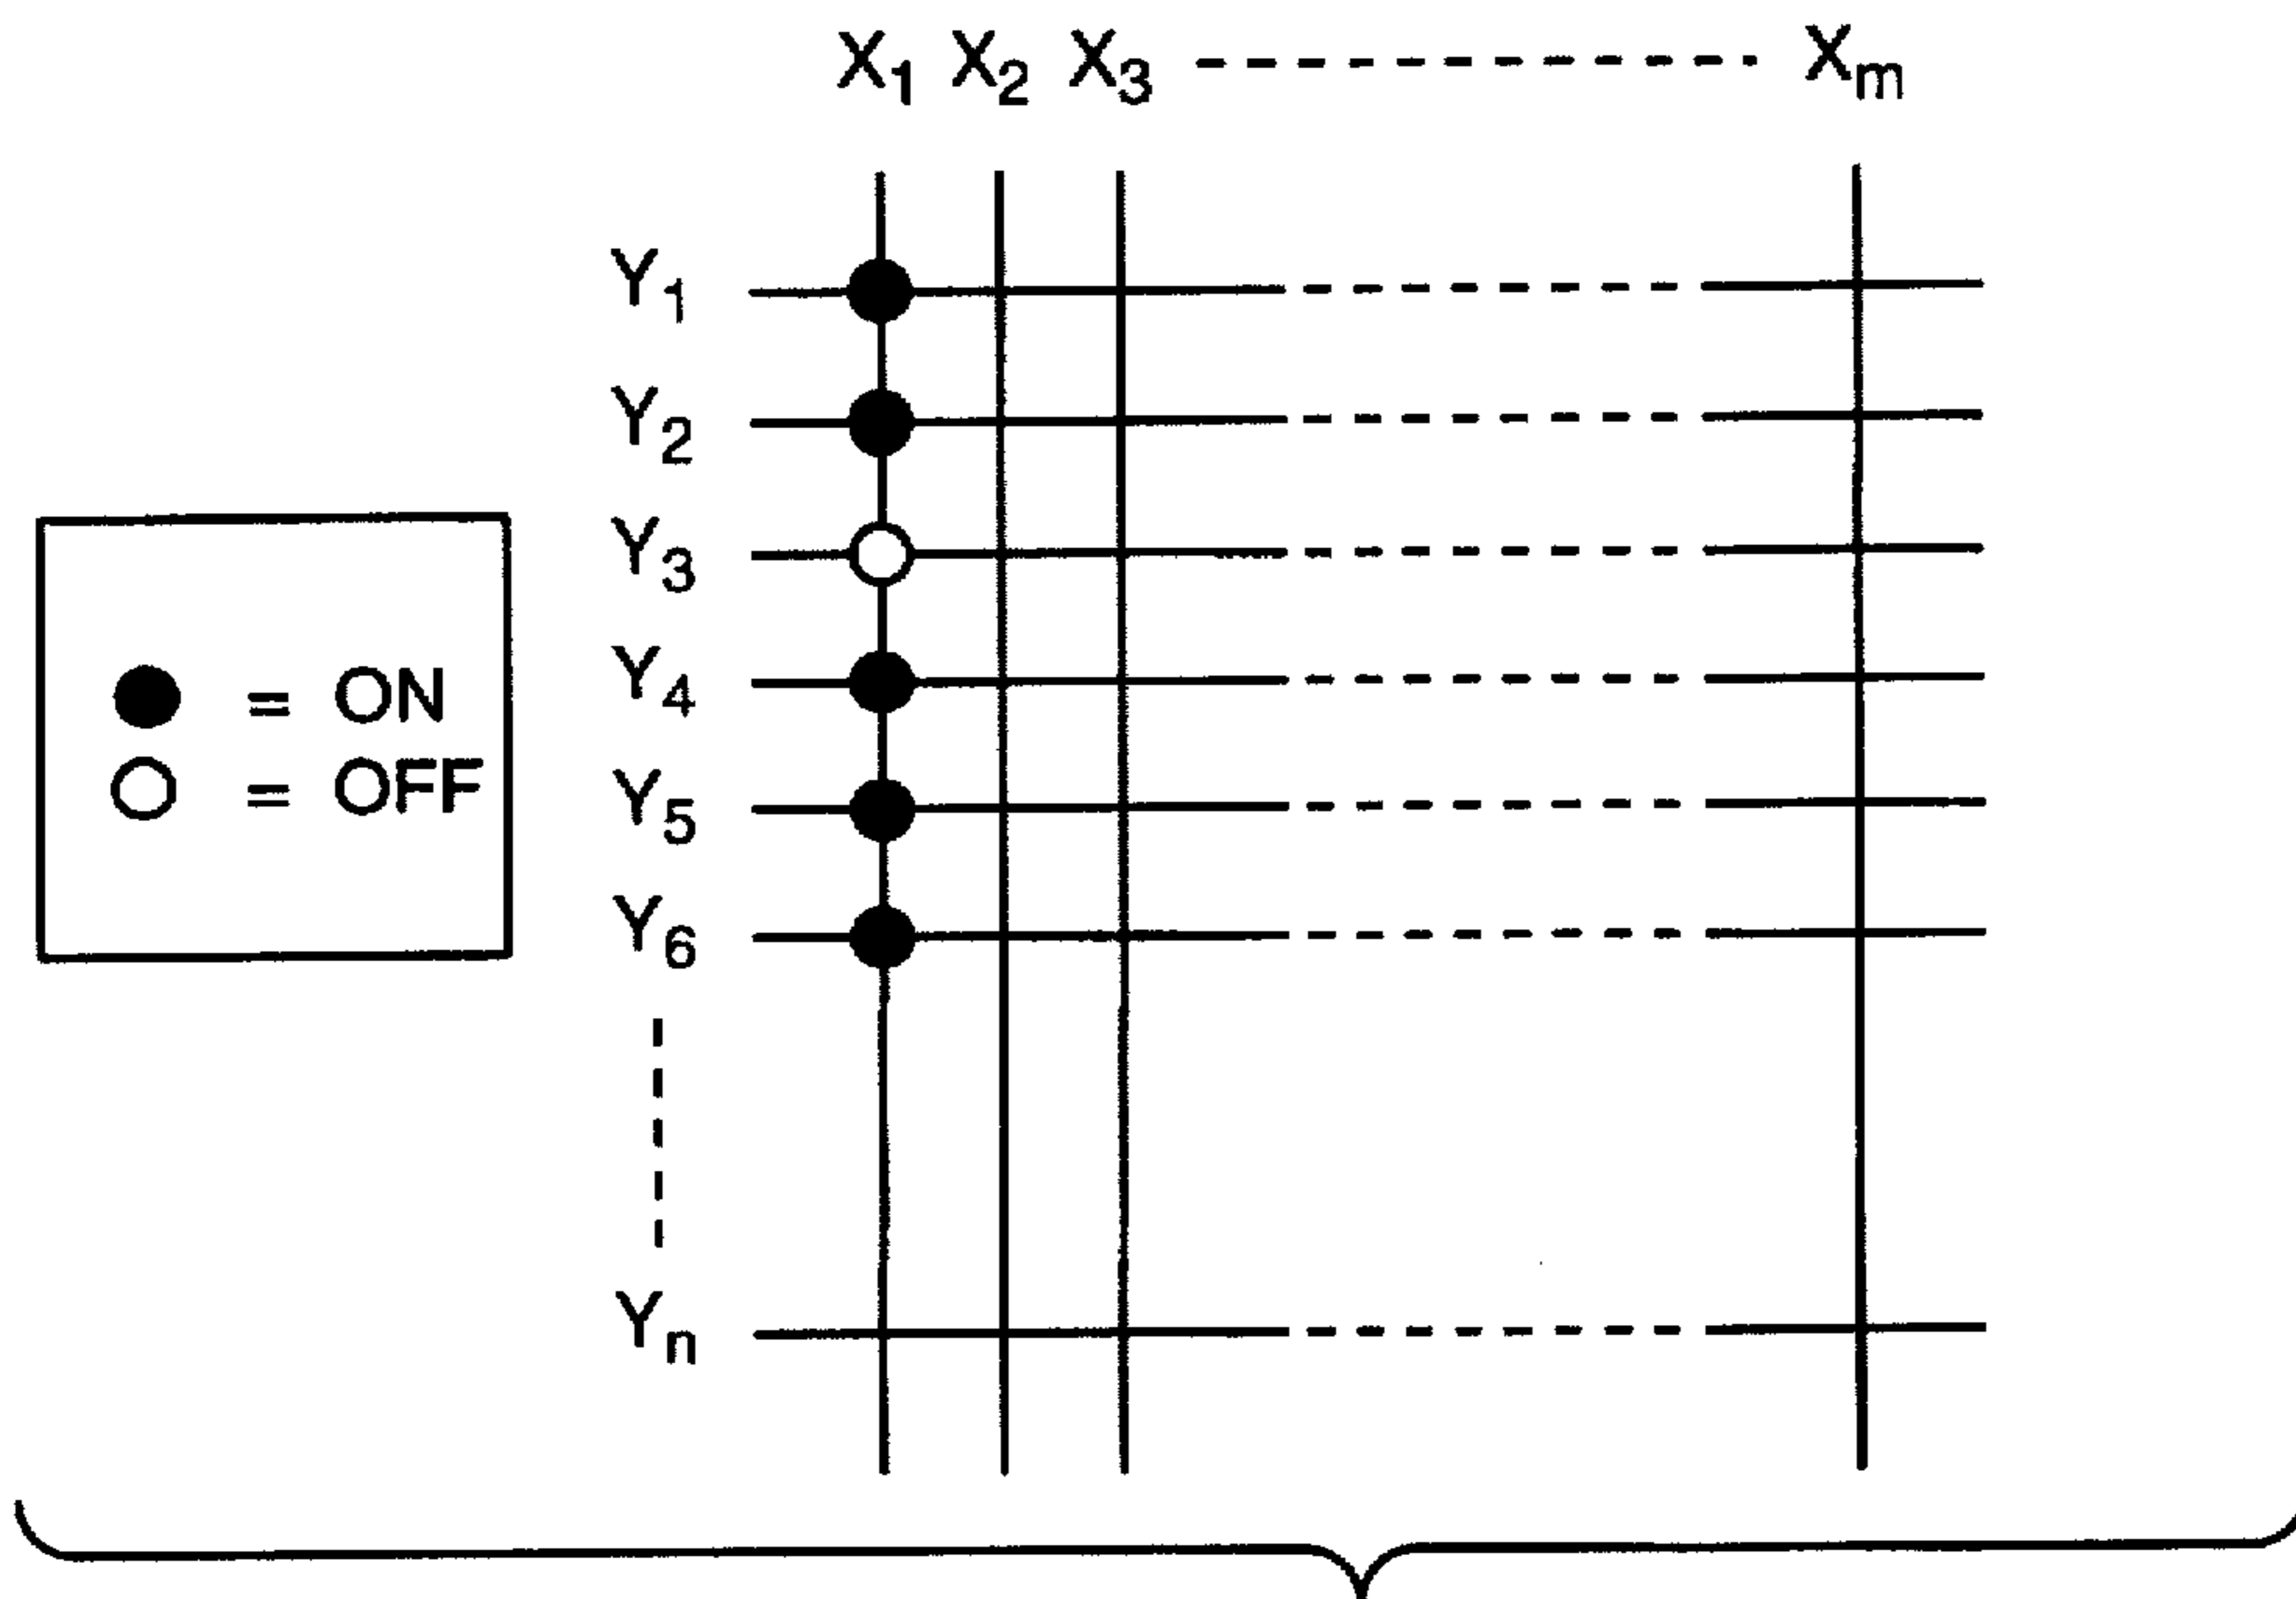 X₁ X₂ X₃ Xₘ
Y₁
Y₂
Y₃
Y₄
Y₅
Y₆
Yₙ
= ON
= OFF